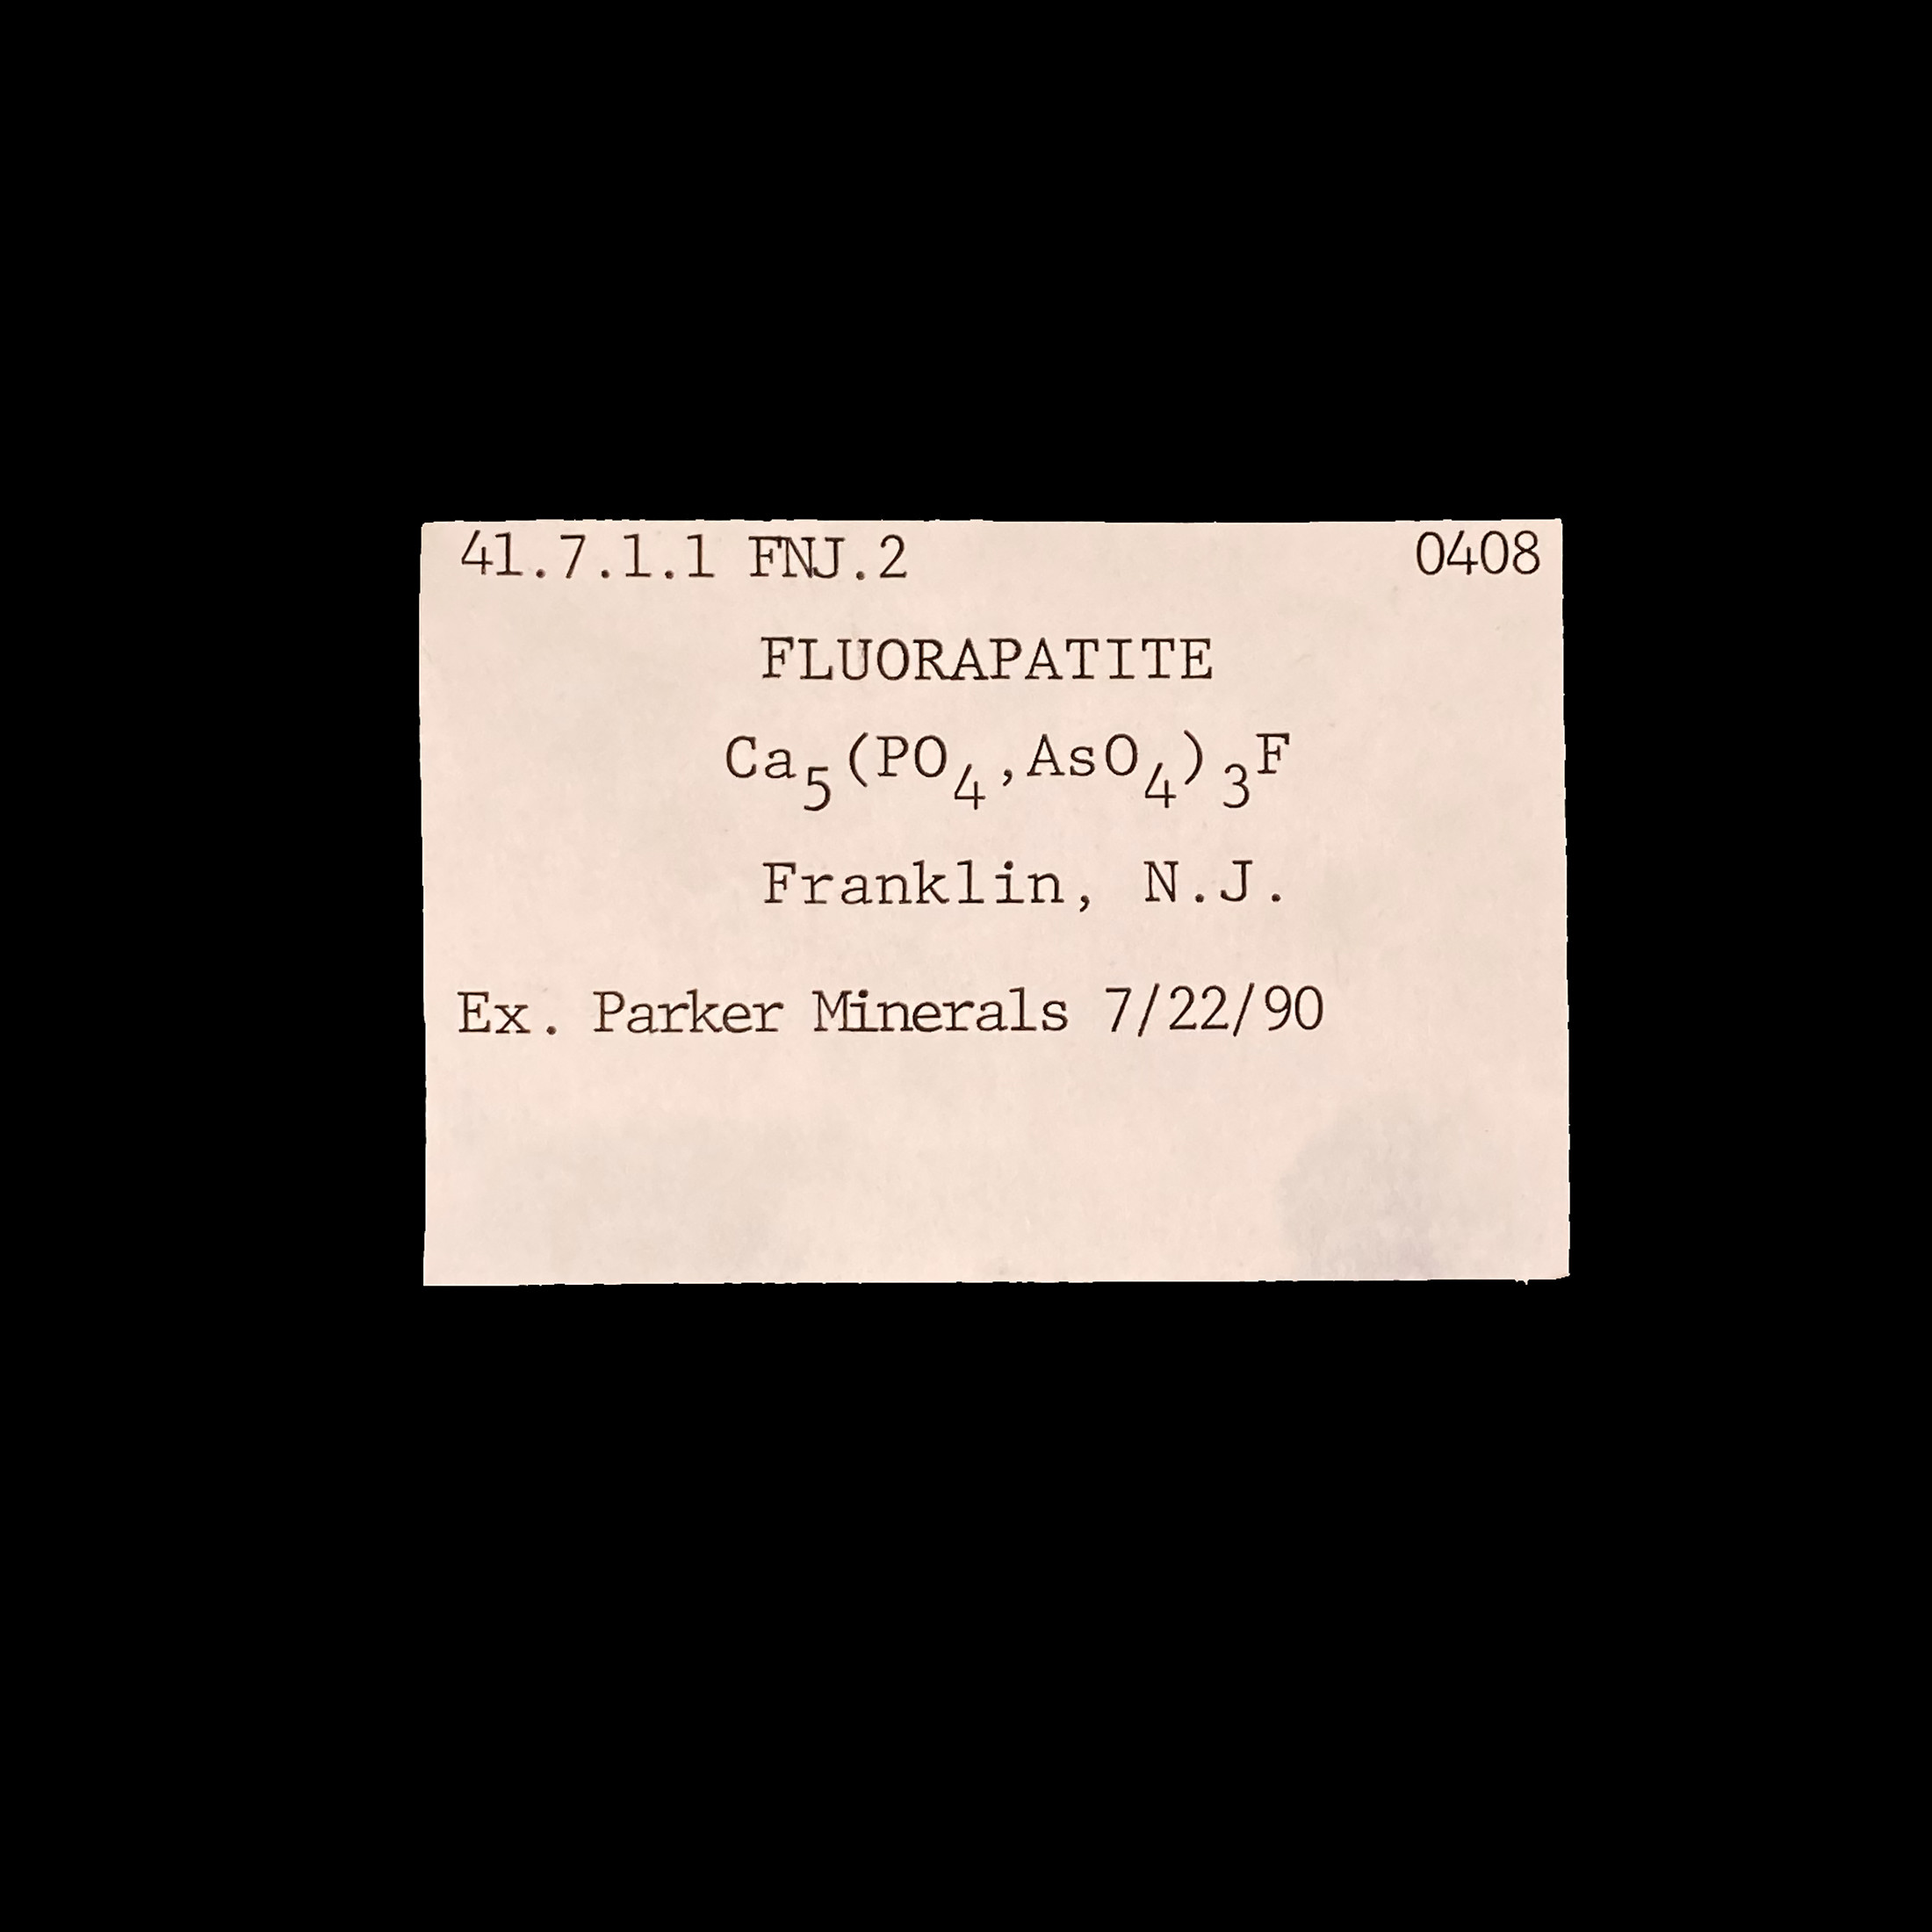 41.7.1.1 FNJ.2 0408
FLUORAPATITE
Ca₅(PO₄,AsO₄)₃F
Franklin, N.J.
Ex. Parker Minerals 7/22/90